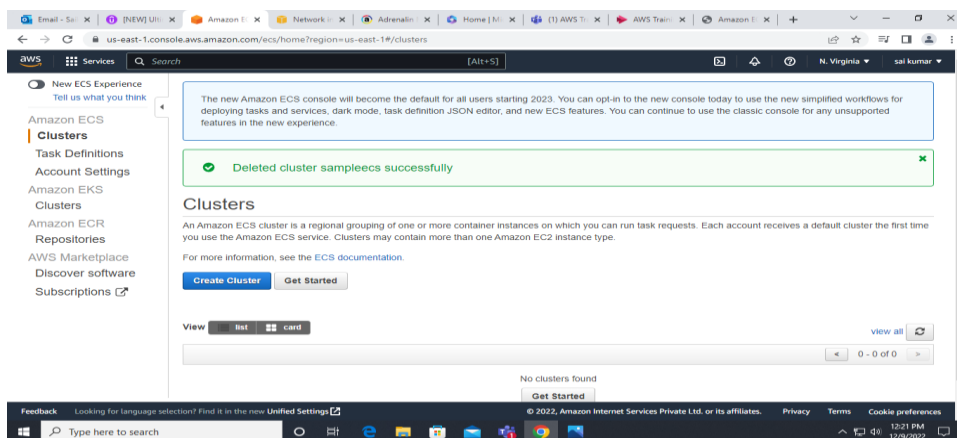 Email - Sai
[NEW] Ulti
Amazon E
Network in
Adrenalin
Home | M
(1) AWS Tr
AWS Train
Amazon E
us-east-1.console.aws.amazon.com/ecs/home?region=us-east-1#/clusters
aws Services Search [Alt+S] N. Virginia sai kumar
New ECS Experience
Tell us what you think
Amazon ECS
Clusters
Task Definitions
Account Settings
Amazon EKS
Clusters
Amazon ECR
Repositories
AWS Marketplace
Discover software
Subscriptions
The new Amazon ECS console will become the default for all users starting 2023. You can opt-in to the new console today to use the new simplified workflows for
deploying tasks and services, dark mode, task definition JSON editor, and new ECS features. You can continue to use the classic console for any unsupported
features in the new experience.
Deleted cluster sampleecs successfully
Clusters
An Amazon ECS cluster is a regional grouping of one or more container instances on which you can run task requests. Each account receives a default cluster the first time
you use the Amazon ECS service. Clusters may contain more than one Amazon EC2 instance type.
For more information, see the ECS documentation.
Create Cluster Get Started
View list card
view all
0 - 0 of 0
No clusters found
Get Started
Feedback Looking for language selection? Find it in the new Unified Settings © 2022, Amazon Internet Services Private Ltd. or its affiliates. Privacy Terms Cookie preferences
Type here to search
12:21 PM
12/9/2022